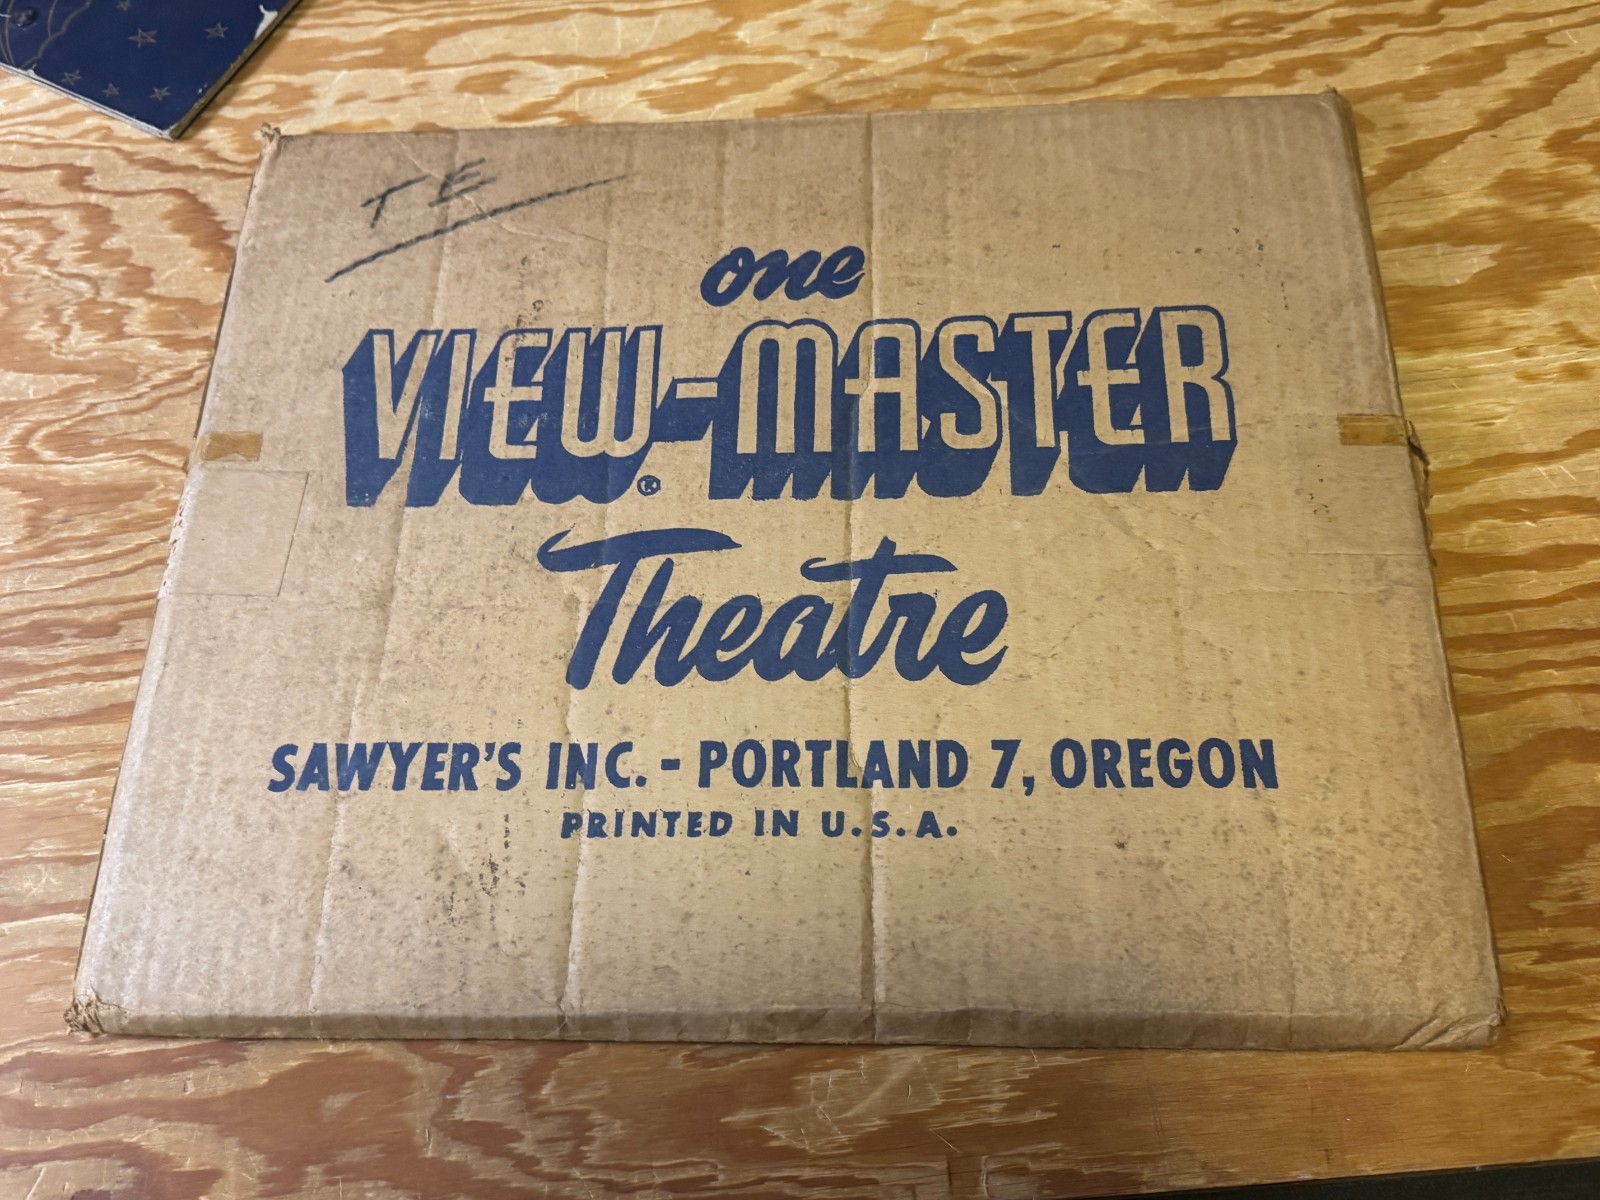 TE
one
VIEW-MASTER®
Theatre
SAWYER'S INC. - PORTLAND 7, OREGON
PRINTED IN U.S.A.